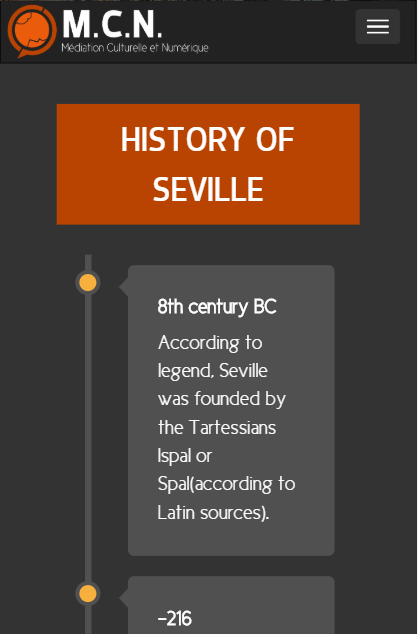 M.C.N.
Médiation Culturelle et Numérique
HISTORY OF
SEVILLE
8th century BC
According to
legend, Seville
was founded by
the Tartessians
Ispal or
Spal(according to
Latin sources).
-216